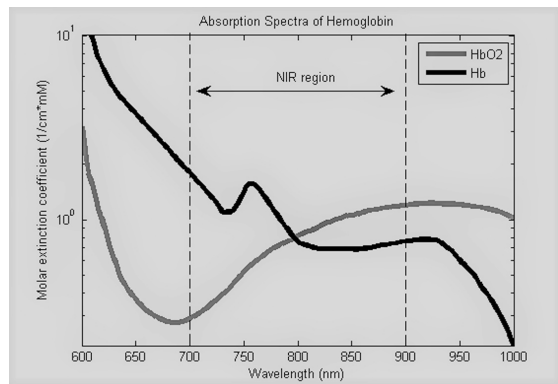 Absorption Spectra of Hemoglobin
10^1
HbO2
Hb
NIR region
Molar extinction coefficient (1/cm*mM)
10^0
600 650 700 750 800 850 900 950 1000
Wavelength (nm)